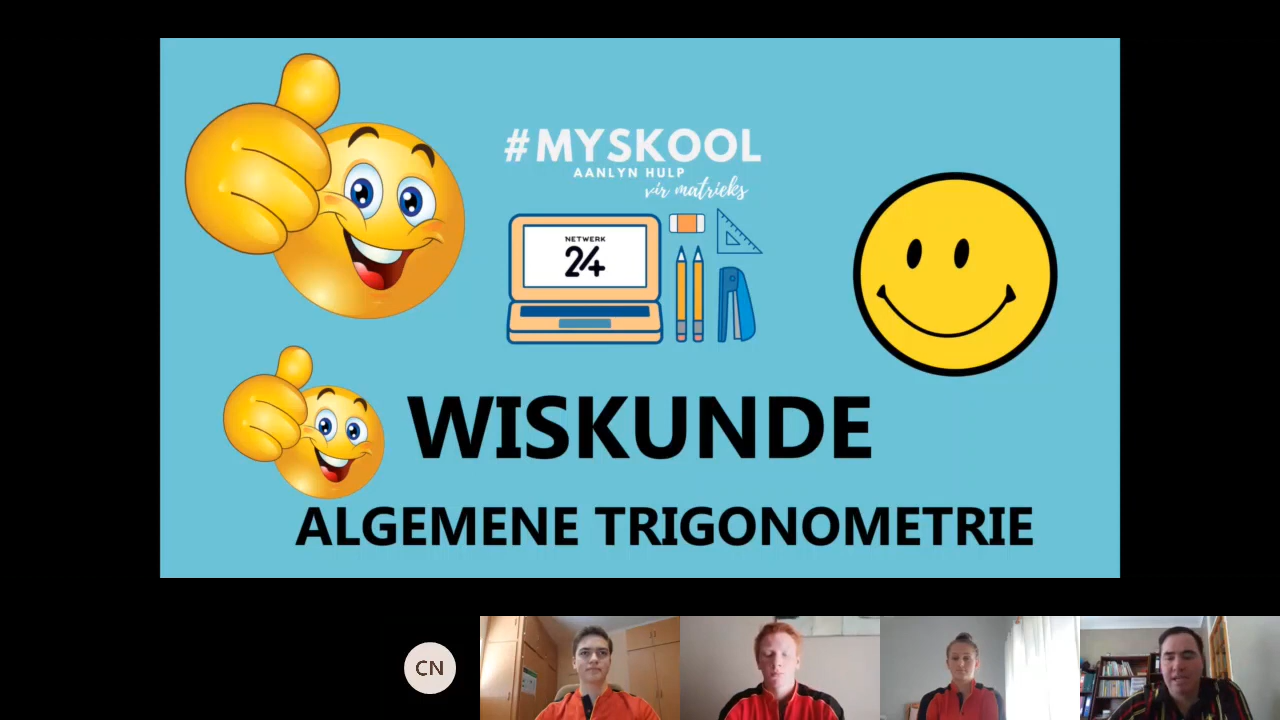 #MYSKOOL
AANLYN HULP
vir matrieks
NETWERK
24
WISKUNDE
ALGEMENE TRIGONOMETRIE
CN